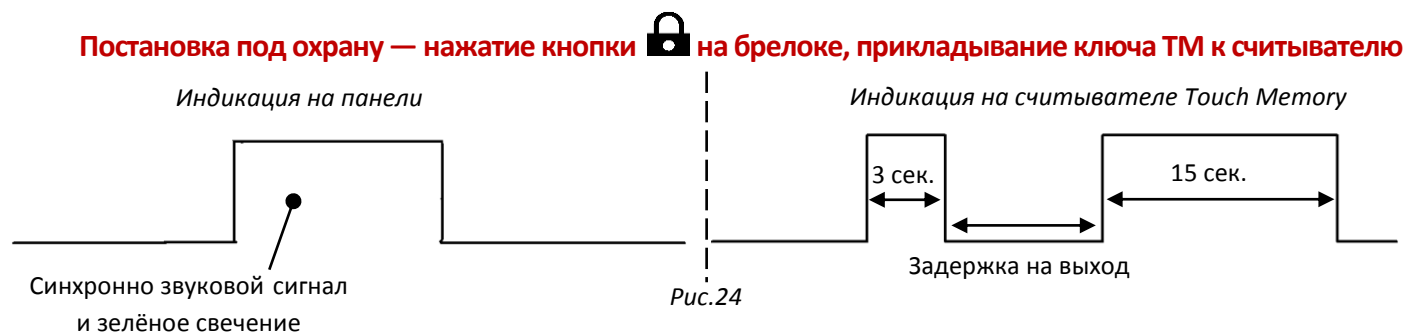 Постановка под охрану — нажатие кнопки на брелоке, прикладывание ключа ТМ к считывателю
Индикация на панели
Индикация на считывателе Touch Memory
3 сек.
15 сек.
Задержка на выход
Синхронно звуковой сигнал
и зелёное свечение
Рис.24